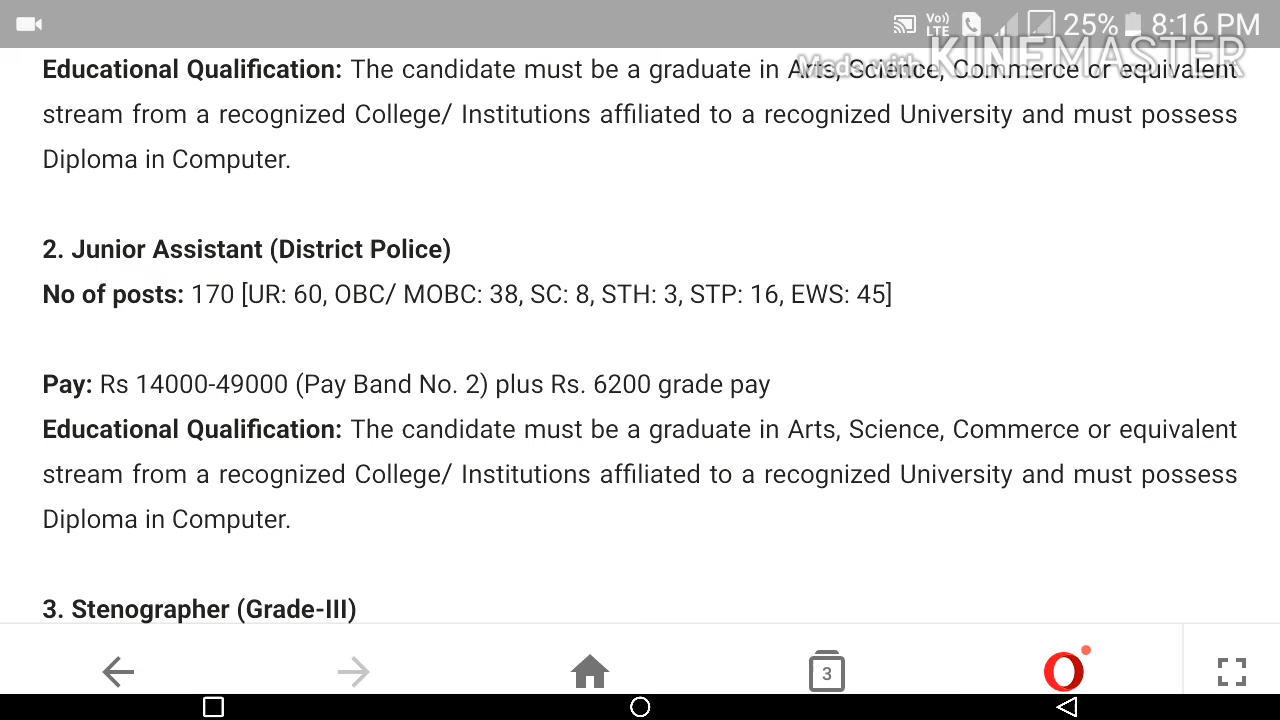 Vo)) LTE 25% 8:16 PM
Made with KINEMASTER
Educational Qualification: The candidate must be a graduate in Arts, Science, Commerce or equivalent
stream from a recognized College/ Institutions affiliated to a recognized University and must possess
Diploma in Computer.
2. Junior Assistant (District Police)
No of posts: 170 [UR: 60, OBC/ MOBC: 38, SC: 8, STH: 3, STP: 16, EWS: 45]
Pay: Rs 14000-49000 (Pay Band No. 2) plus Rs. 6200 grade pay
Educational Qualification: The candidate must be a graduate in Arts, Science, Commerce or equivalent
stream from a recognized College/ Institutions affiliated to a recognized University and must possess
Diploma in Computer.
3. Stenographer (Grade-III)
3